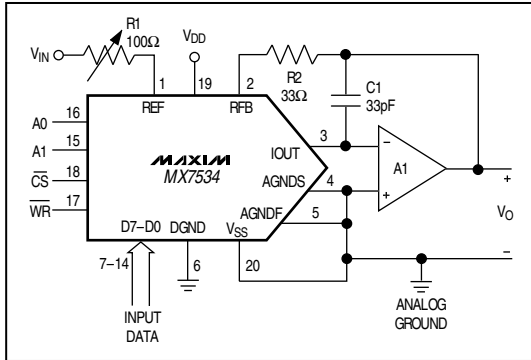 R1
100Ω
VIN
VDD
1
19
2
R2
33Ω
C1
33pF
REF
RFB
A0
16
A1
15
CS
18
WR
17
MAXIM
MX7534
IOUT
3
AGNDS
4
AGNDF
5
−
A1
+
+
VO
−
D7–D0
DGND
VSS
7–14
6
20
INPUT
DATA
ANALOG
GROUND